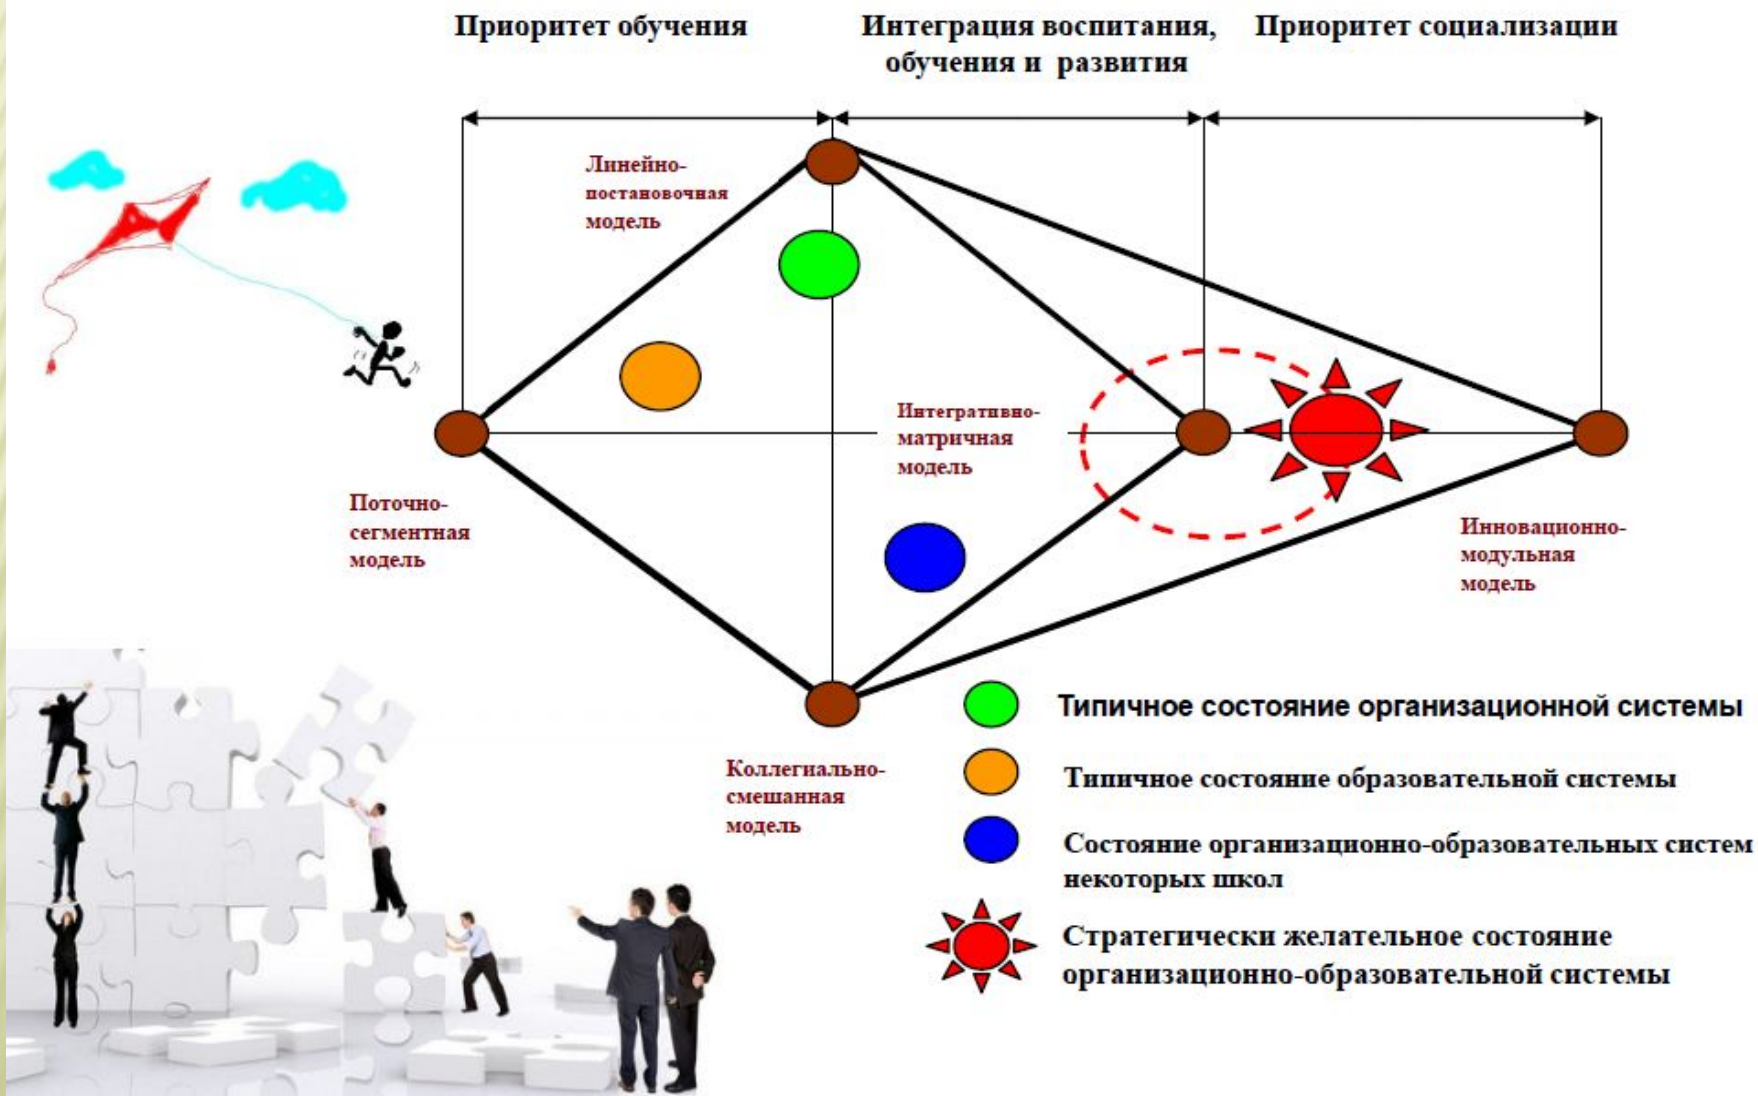 Приоритет обучения
Интеграция воспитания,
обучения и развития
Приоритет социализации
Линейно-
постановочная
модель
Интегративно-
матричная
модель
Поточно-
сегментная
модель
Инновационно-
модульная
модель
Коллегиально-
смешанная
модель
Типичное состояние организационной системы
Типичное состояние образовательной системы
Состояние организационно-образовательных систем
некоторых школ
Стратегически желательное состояние
организационно-образовательной системы